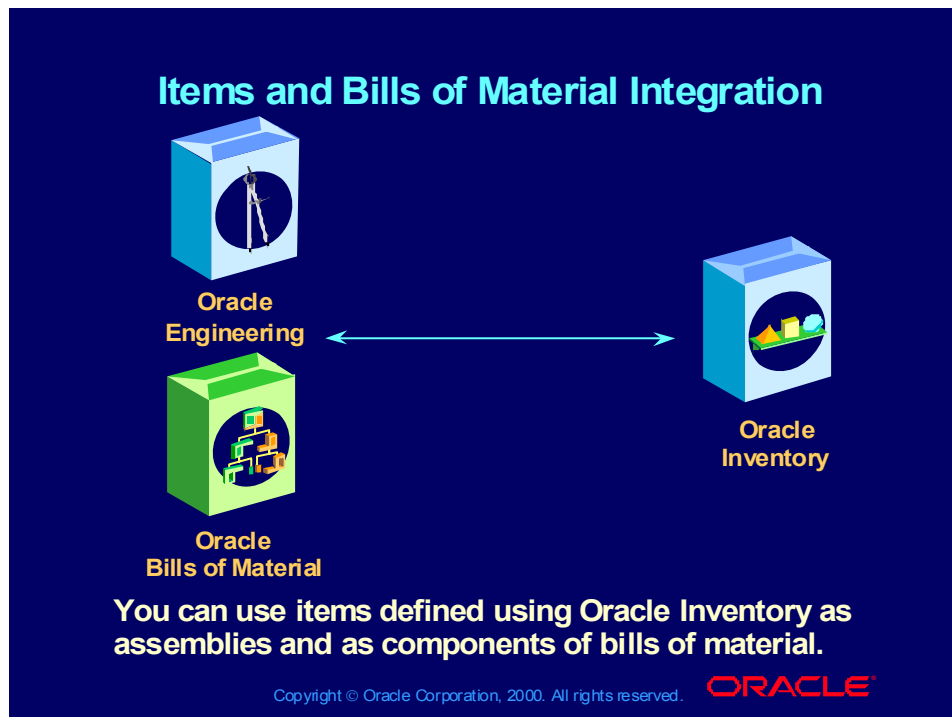 Items and Bills of Material Integration
Oracle
Engineering
Oracle
Inventory
Oracle
Bills of Material
You can use items defined using Oracle Inventory as
assemblies and as components of bills of material.
Copyright © Oracle Corporation, 2000. All rights reserved.
ORACLE®